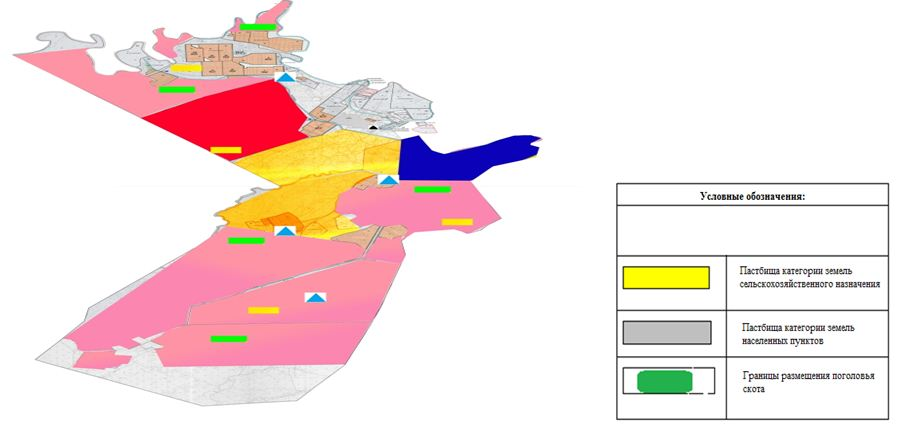 Условные обозначения:
Пастбища категории земель
сельскохозяйственного назначения
Пастбища категории земель
населенных пунктов
Границы размещения поголовья
скота